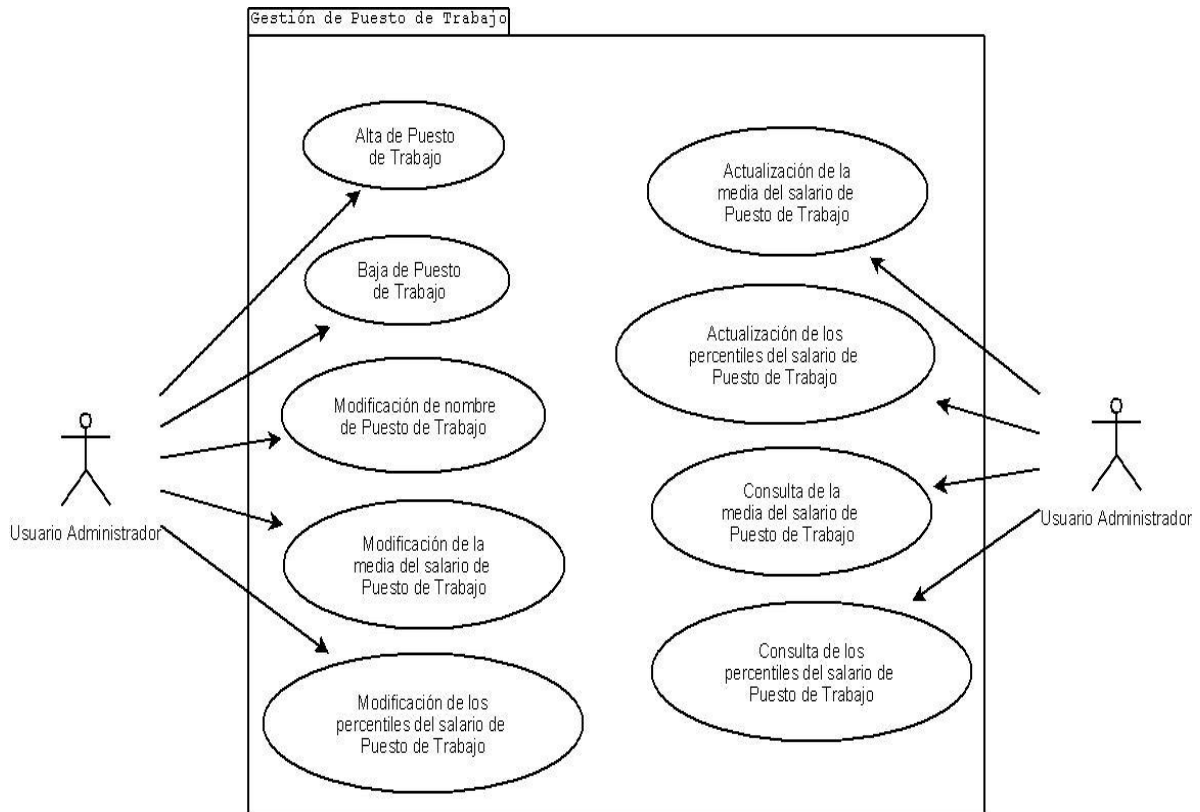 Gestión de Puesto de Trabajo
Alta de Puesto
de Trabajo
Baja de Puesto
de Trabajo
Modificación de nombre
de Puesto de Trabajo
Modificación de la
media del salario de
Puesto de Trabajo
Modificación de los
percentiles del salario de
Puesto de Trabajo
Usuario Administrador
Actualización de la
media del salario de
Puesto de Trabajo
Actualización de los
percentiles del salario de
Puesto de Trabajo
Consulta de la
media del salario de
Puesto de Trabajo
Consulta de los
percentiles del salario de
Puesto de Trabajo
Usuario Administrador